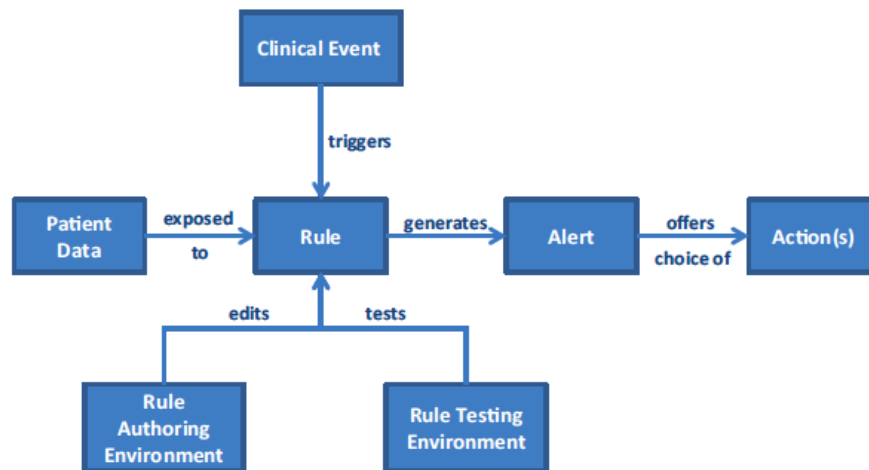 Clinical Event
triggers
Patient
Data
exposed
to
Rule
generates
Alert
offers
choice of
Action(s)
edits
tests
Rule
Authoring
Environment
Rule Testing
Environment